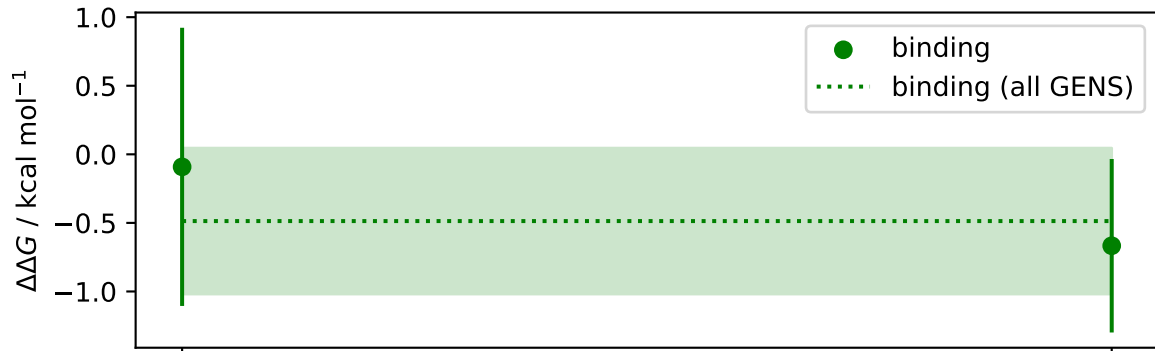 1.0
0.5
0.0
−0.5
−1.0
ΔΔG / kcal mol⁻¹
binding
binding (all GENS)